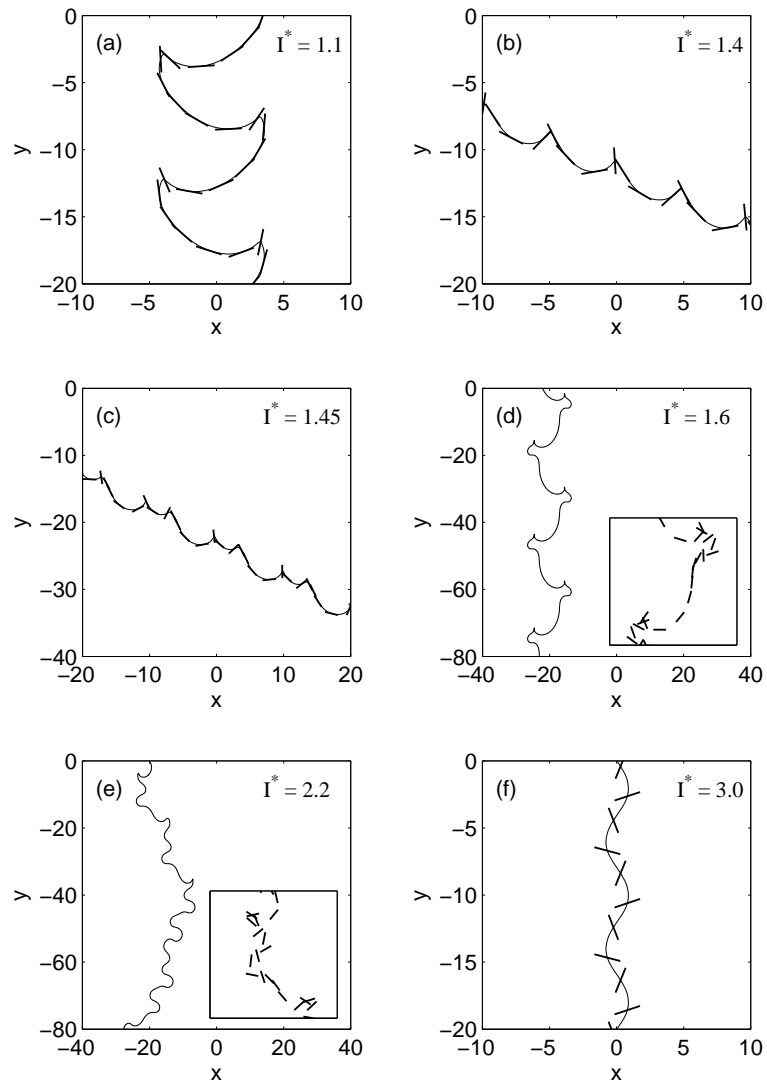 (a) I* = 1.1
0
−5
−10
−15
−20
y
−10 −5 0 5 10
x
(b) I* = 1.4
0
−5
−10
−15
−20
y
−10 −5 0 5 10
x
(c) I* = 1.45
0
−10
−20
−30
−40
y
−20 −10 0 10 20
x
(d) I* = 1.6
0
−20
−40
−60
−80
y
−40 −20 0 20 40
x
(e) I* = 2.2
0
−20
−40
−60
−80
y
−40 −20 0 20 40
x
(f) I* = 3.0
0
−5
−10
−15
−20
y
−10 −5 0 5 10
x